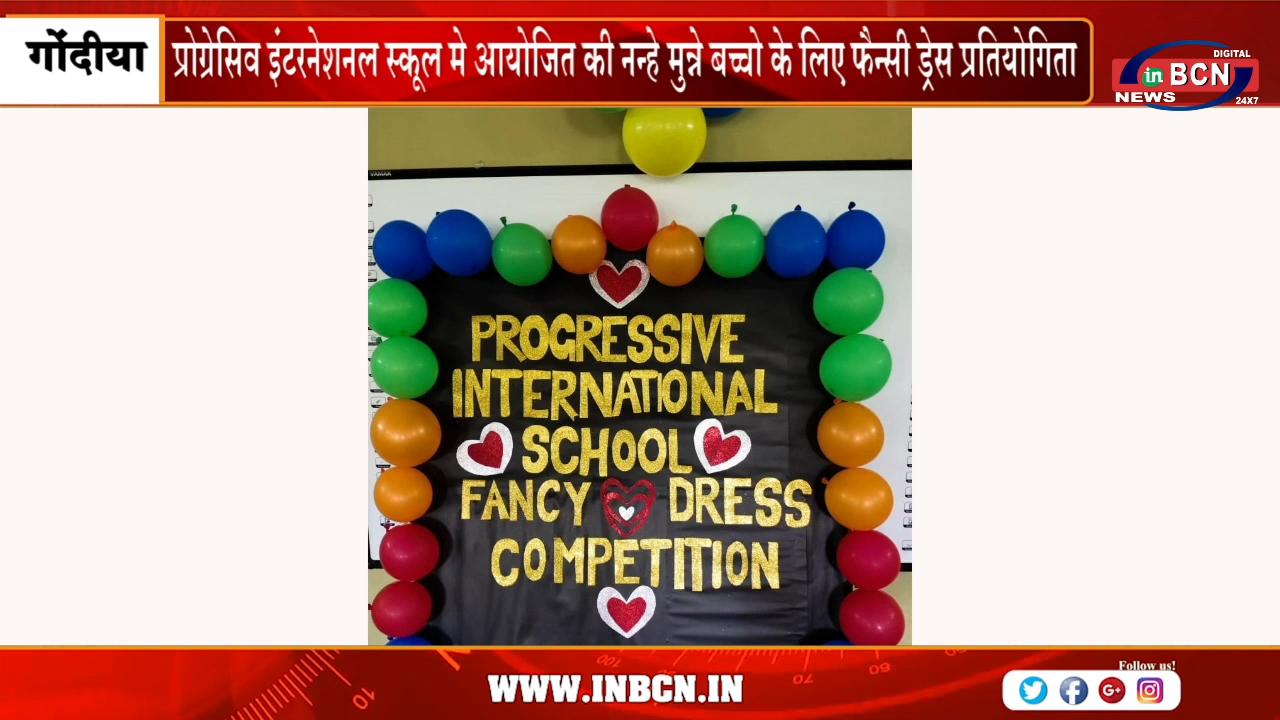 गोंदीया
प्रोग्रेसिव इंटरनेशनल स्कूल मे आयोजित की नन्हे मुन्ने बच्चो के लिए फैन्सी ड्रेस प्रतियोगिता
DIGITAL
in BCN
NEWS
24X7
PROGRESSIVE
INTERNATIONAL
SCHOOL
FANCY DRESS
COMPETITION
WWW.INBCN.IN
Follow us!